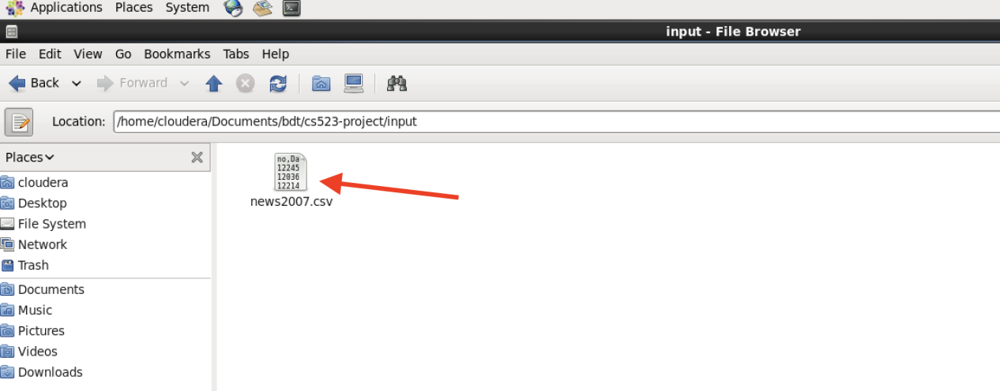 Applications Places System
input - File Browser
File Edit View Go Bookmarks Tabs Help
Back Forward
Location: /home/cloudera/Documents/bdt/cs523-project/input
Places
cloudera
Desktop
File System
Network
Trash
Documents
Music
Pictures
Videos
Downloads
no,Da
12245
12036
12214
news2007.csv